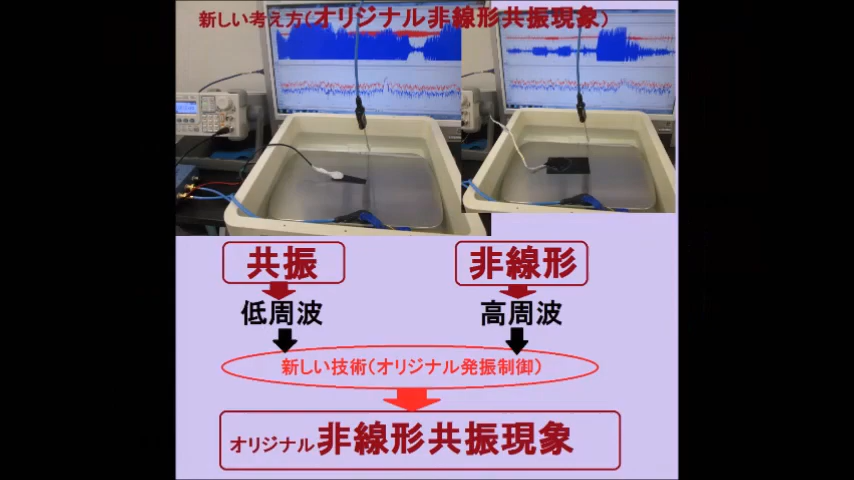 新しい考え方(オリジナル非線形共振現象)
共振
非線形
低周波
高周波
新しい技術(オリジナル発振制御)
オリジナル非線形共振現象